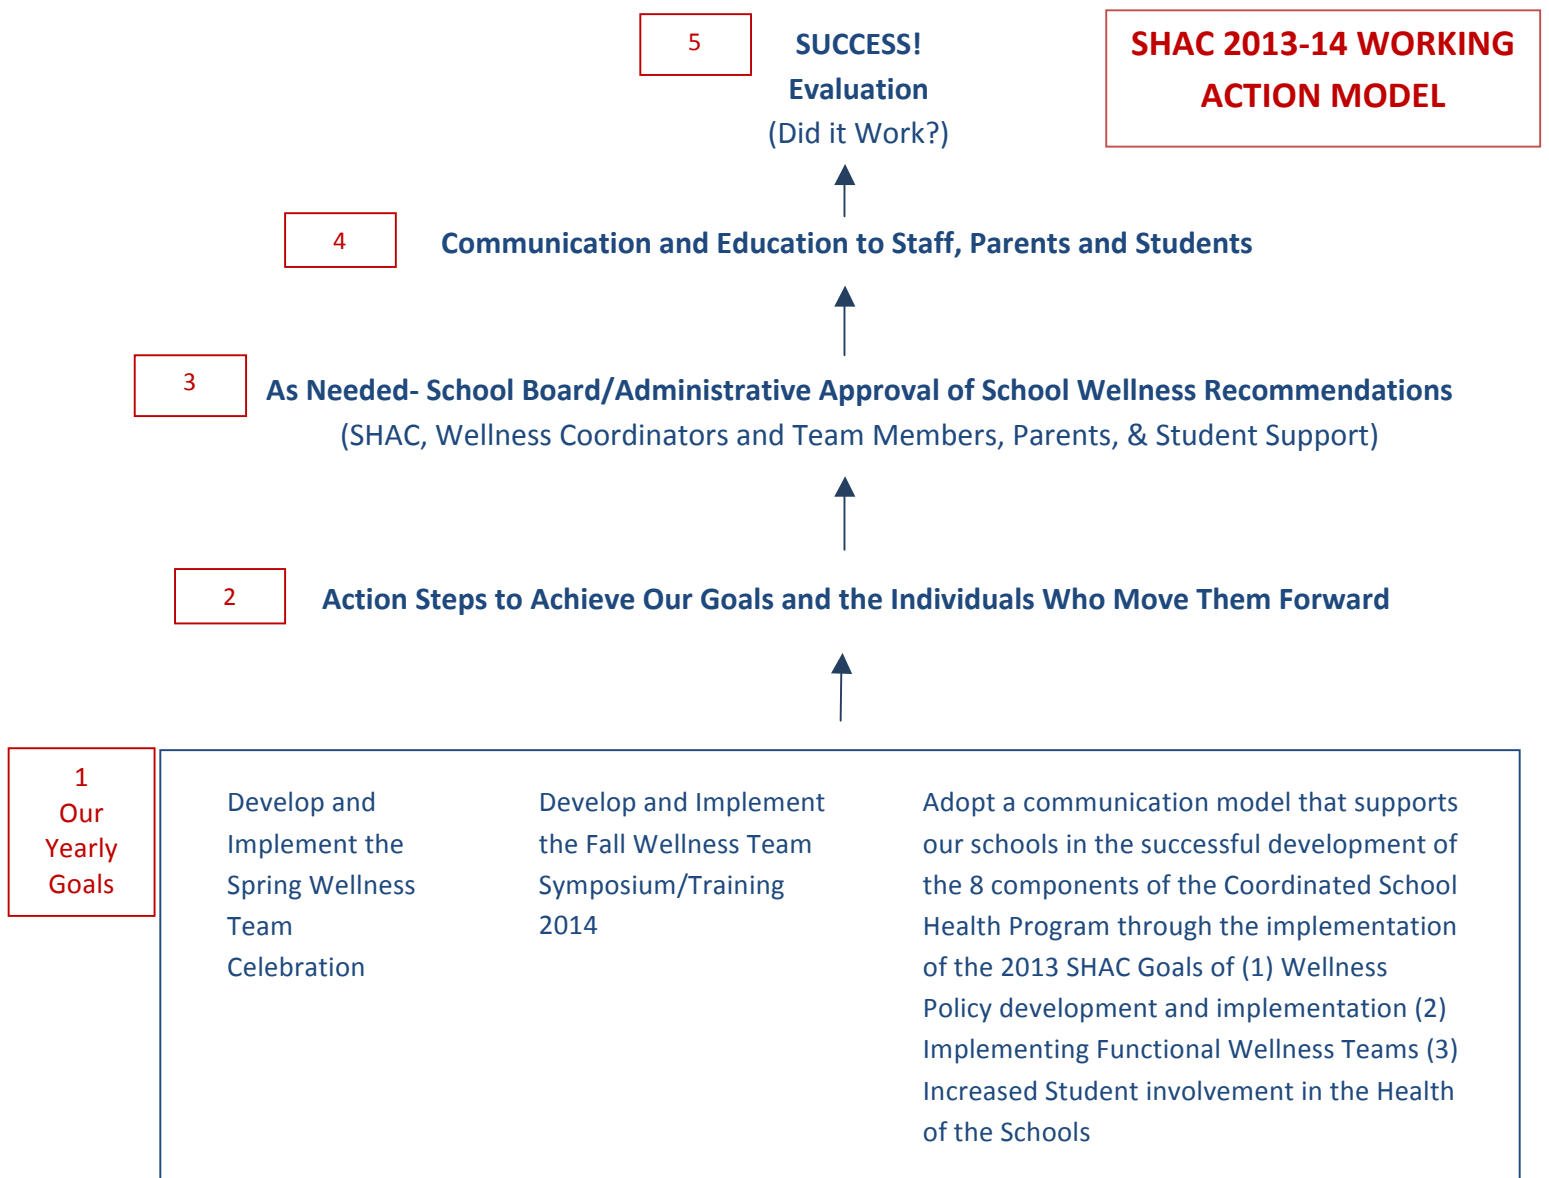 5
SUCCESS!
Evaluation
(Did it Work?)
SHAC 2013-14 WORKING
ACTION MODEL
4
Communication and Education to Staff, Parents and Students
3
As Needed- School Board/Administrative Approval of School Wellness Recommendations
(SHAC, Wellness Coordinators and Team Members, Parents, & Student Support)
2
Action Steps to Achieve Our Goals and the Individuals Who Move Them Forward
1
Our
Yearly
Goals
Develop and
Implement the
Spring Wellness
Team
Celebration
Develop and Implement
the Fall Wellness Team
Symposium/Training
2014
Adopt a communication model that supports
our schools in the successful development of
the 8 components of the Coordinated School
Health Program through the implementation
of the 2013 SHAC Goals of (1) Wellness
Policy development and implementation (2)
Implementing Functional Wellness Teams (3)
Increased Student involvement in the Health
of the Schools